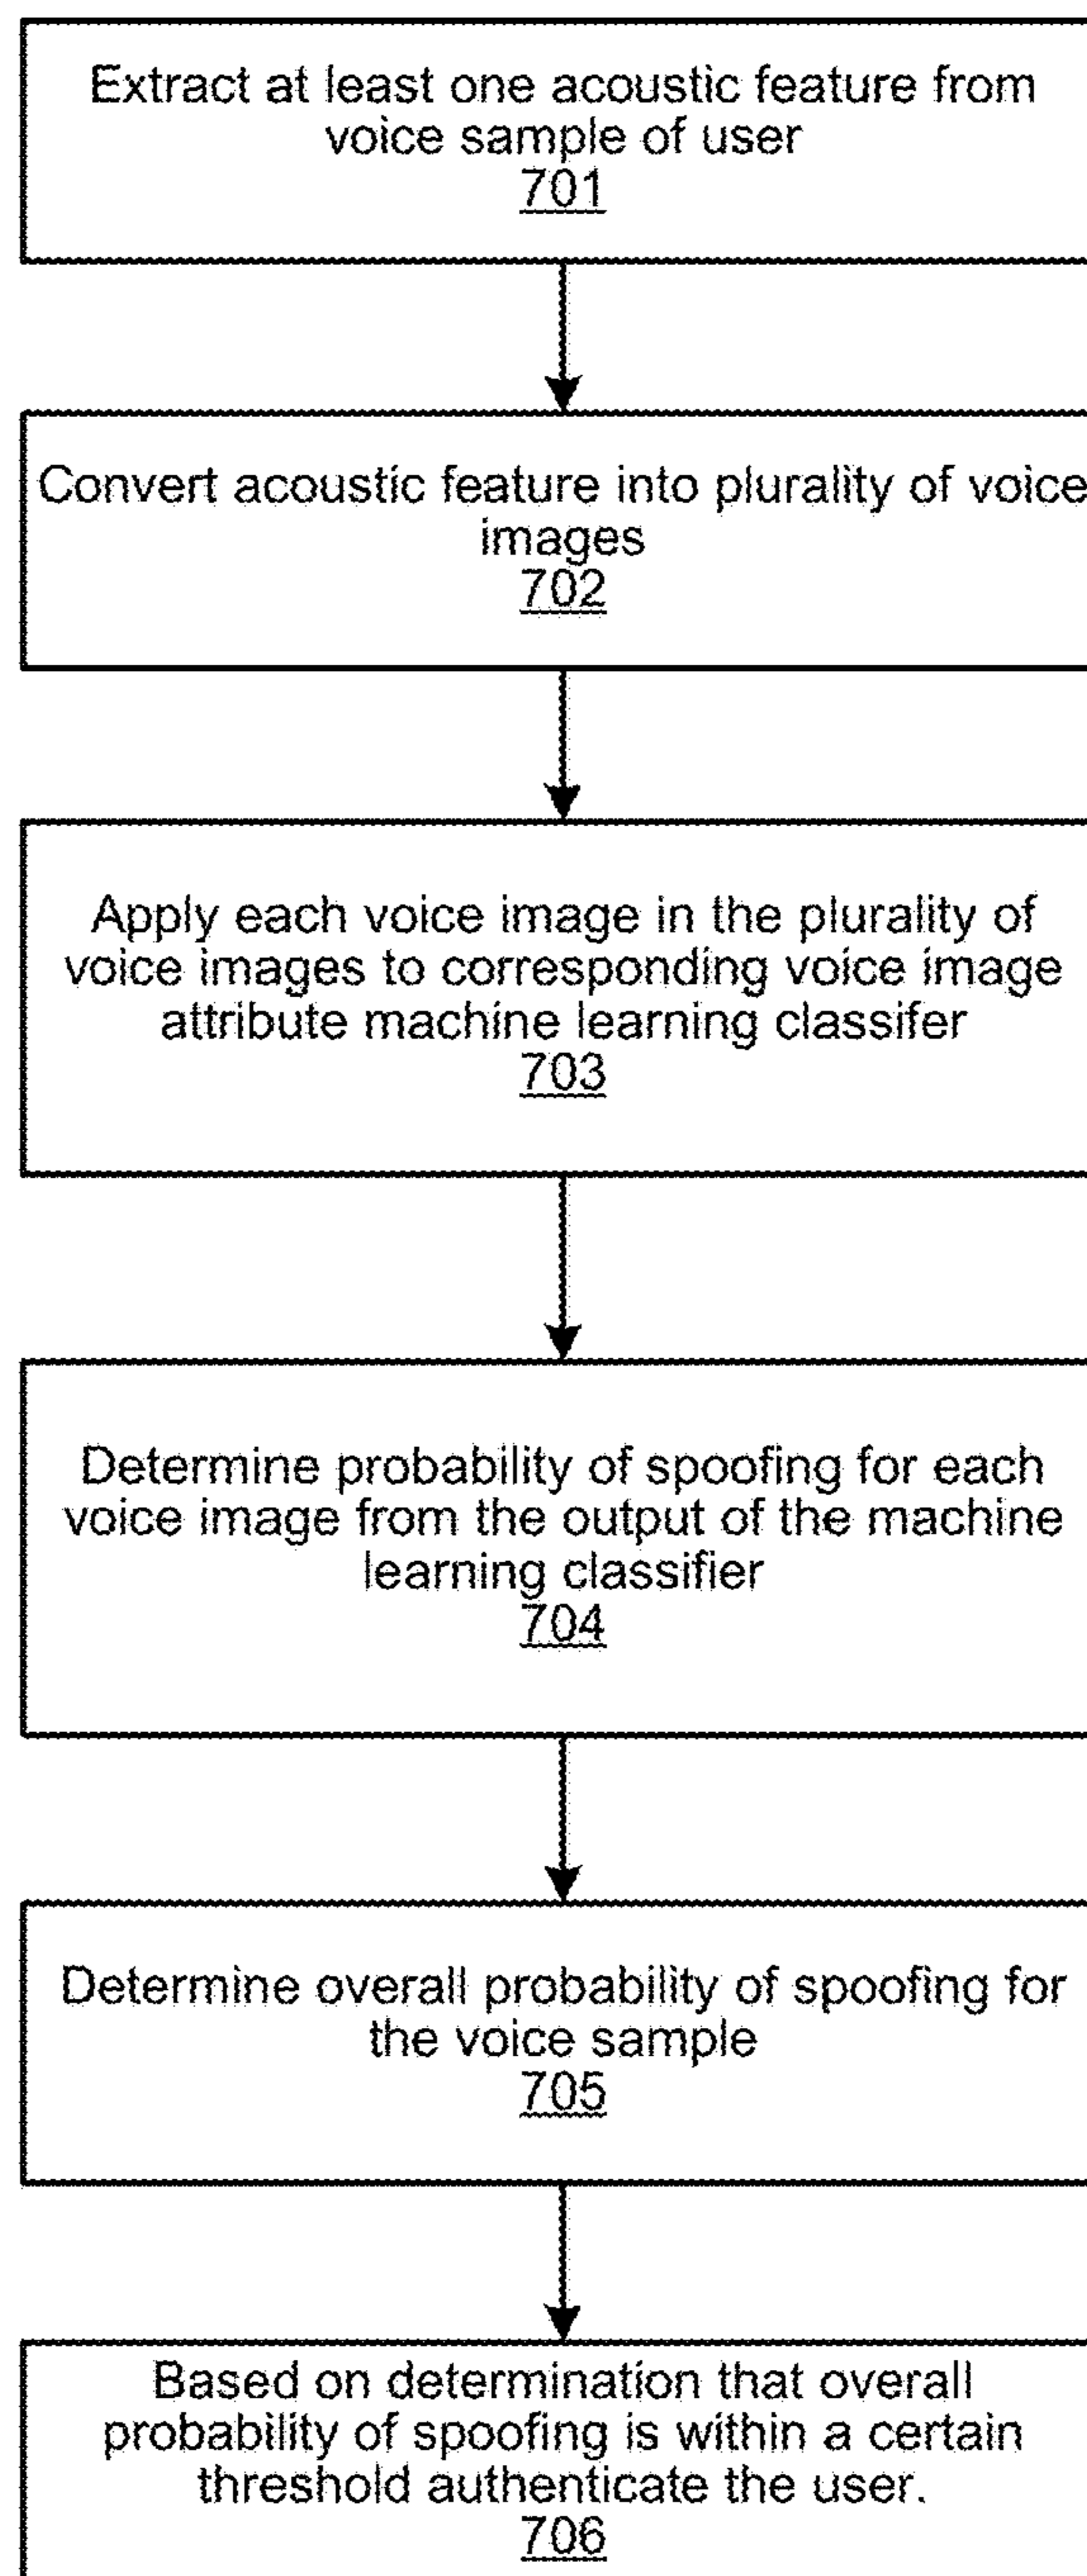 Extract at least one acoustic feature from
voice sample of user
701
Convert acoustic feature into plurality of voice
images
702
Apply each voice image in the plurality of
voice images to corresponding voice image
attribute machine learning classifer
703
Determine probability of spoofing for each
voice image from the output of the machine
learning classifier
704
Determine overall probability of spoofing for
the voice sample
705
Based on determination that overall
probability of spoofing is within a certain
threshold authenticate the user.
706